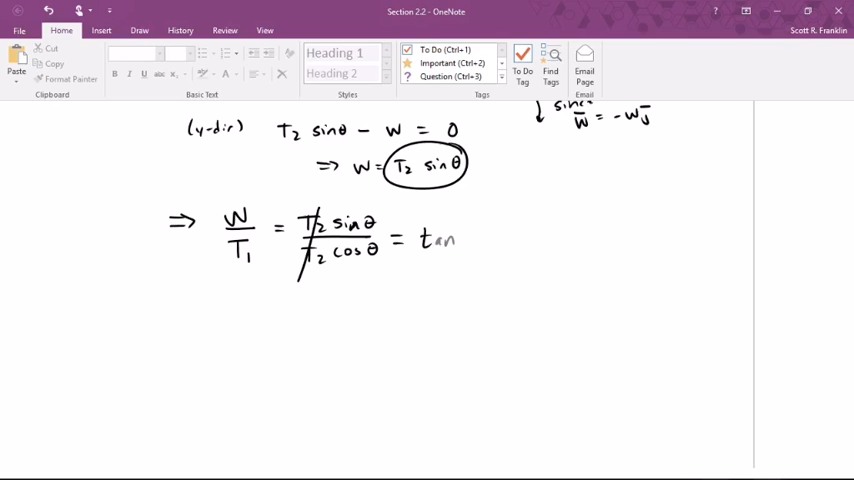 Section 2.2 - OneNote
File Home Insert Draw History Review View
Scott R. Franklin
Paste
Cut
Copy
Format Painter
Clipboard
B I U abc
Basic Text
Heading 1
Heading 2
Styles
To Do (Ctrl+1)
Important (Ctrl+2)
Question (Ctrl+3)
Tags
To Do Tag
Find Tags
Email Page
Email
W̄ = -wj̄
(y-dir) T₂ sinθ - W = 0
⇒ W = T₂ sinθ
⇒ W/T₁ = T₂ sinθ / T₂ cosθ = tan